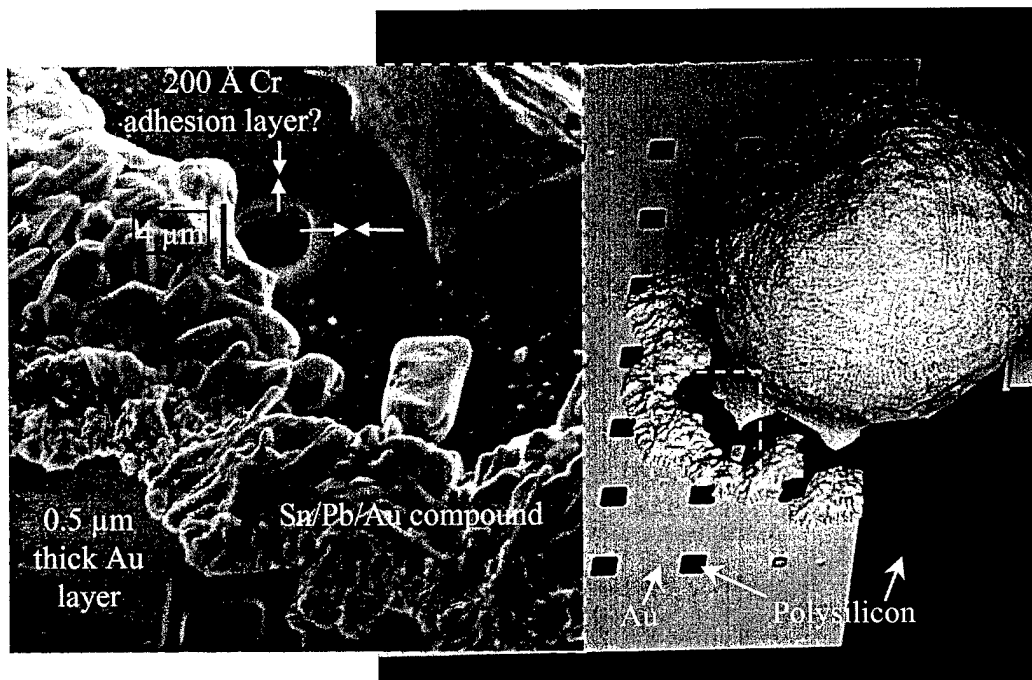 200 Å Cr
adhesion layer?
4 µm
0.5 µm
thick Au
layer
Sn/Pb/Au compound
Au
Polysilicon